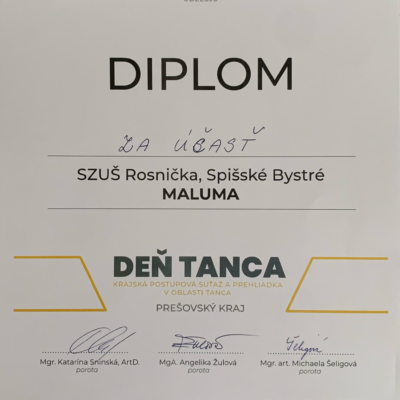 DIPLOM
ZA ÚČASŤ
SZUŠ Rosnička, Spišské Bystré
MALUMA
DEŇ TANCA
KRAJSKÁ POSTUPOVÁ SÚŤAŽ A PREHLIADKA
V OBLASTI TANCA
PREŠOVSKÝ KRAJ
Mgr. Katarína Sninská, ArtD.
porota
MgA. Angelika Žulová
porota
Mgr. art. Michaela Šeligová
porota